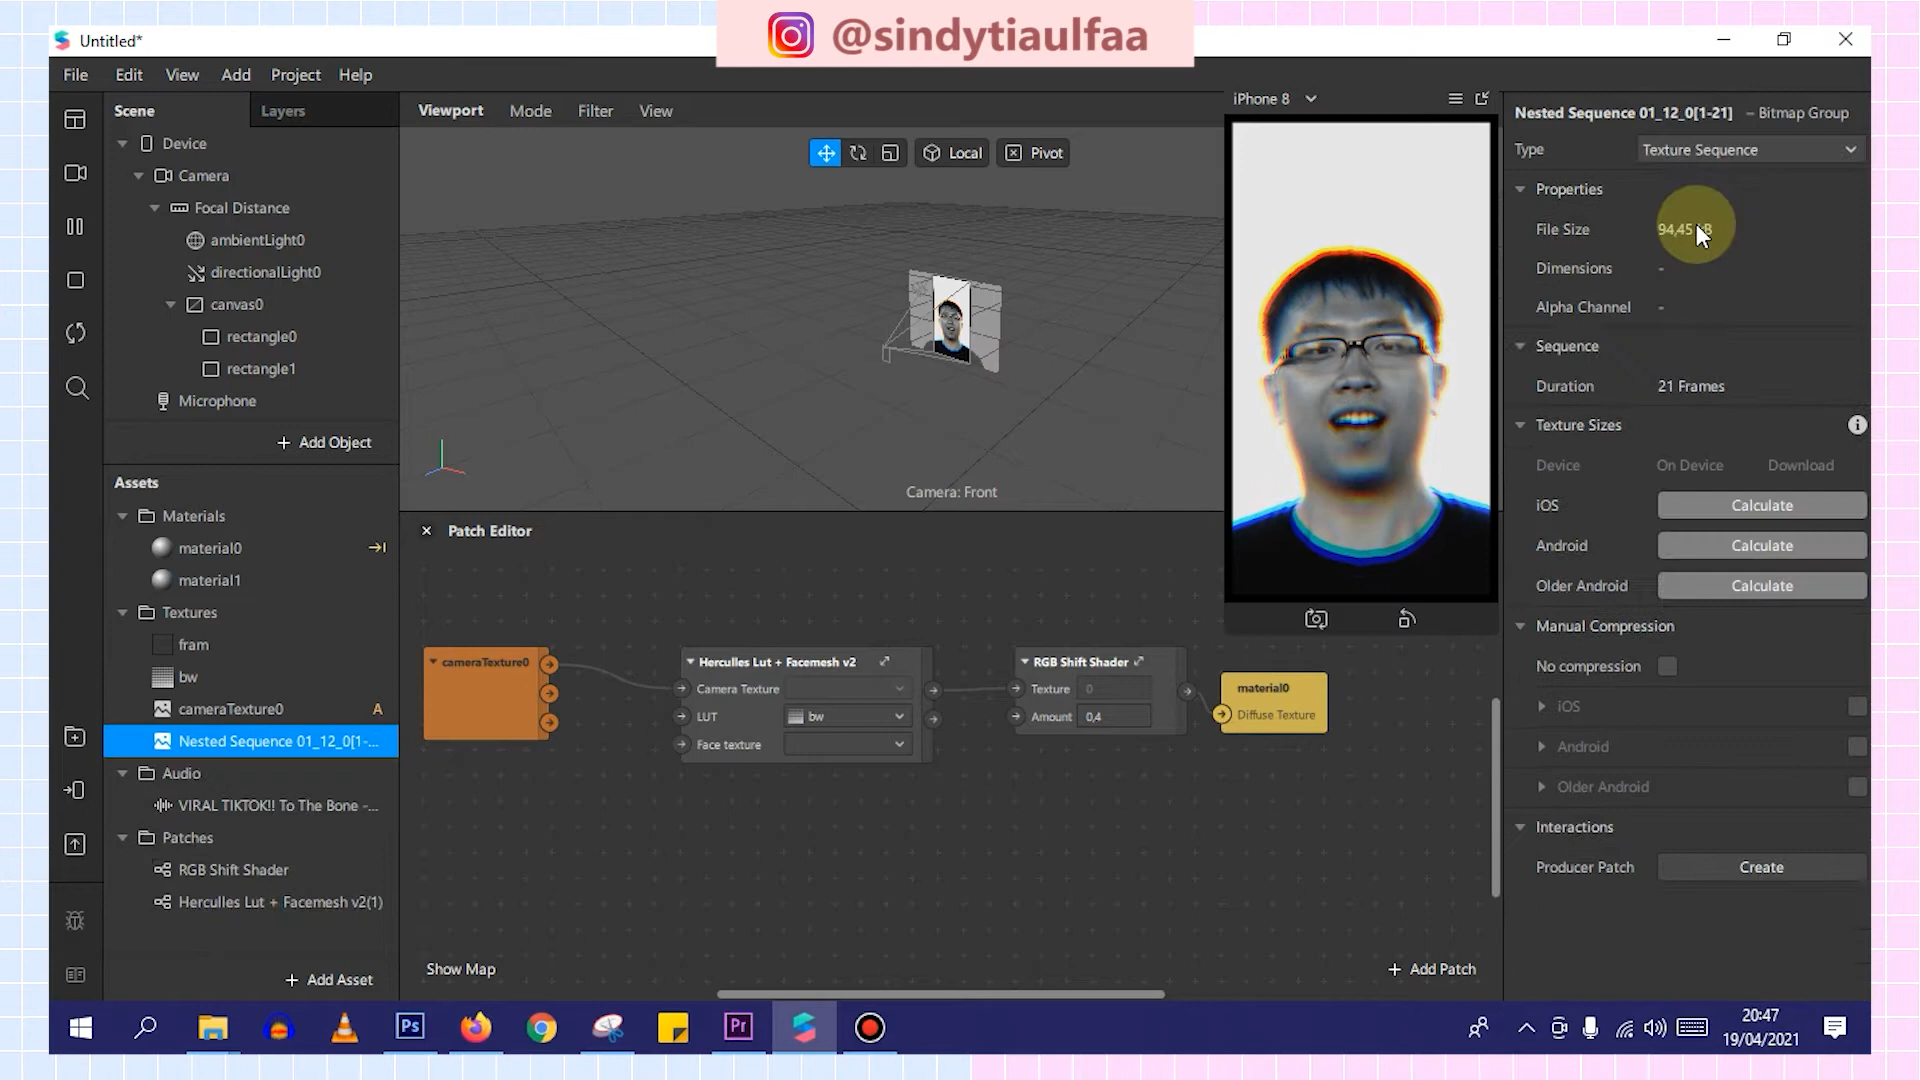 @sindytiaulfaa
Untitled*
File Edit View Add Project Help
Scene Layers
Device
Camera
Focal Distance
ambientLight0
directionalLight0
canvas0
rectangle0
rectangle1
Microphone
+ Add Object
Assets
Materials
material0
material1
Textures
fram
bw
cameraTexture0 A
Nested Sequence 01_12_0[1-...
Audio
VIRAL TIKTOK!! To The Bone -...
Patches
RGB Shift Shader
Herculles Lut + Facemesh v2(1)
+ Add Asset
Viewport Mode Filter View
Local Pivot
Camera: Front
iPhone 8
Patch Editor
cameraTexture0
Herculles Lut + Facemesh v2
Camera Texture
LUT bw
Face texture
RGB Shift Shader
Texture 0
Amount 0,4
material0
Diffuse Texture
Show Map
+ Add Patch
Nested Sequence 01_12_0[1-21] – Bitmap Group
Type Texture Sequence
Properties
File Size 94,45
Dimensions -
Alpha Channel -
Sequence
Duration 21 Frames
Texture Sizes
Device On Device Download
iOS Calculate
Android Calculate
Older Android Calculate
Manual Compression
No compression
iOS
Android
Older Android
Interactions
Producer Patch Create
Ps Pr
20:47
19/04/2021